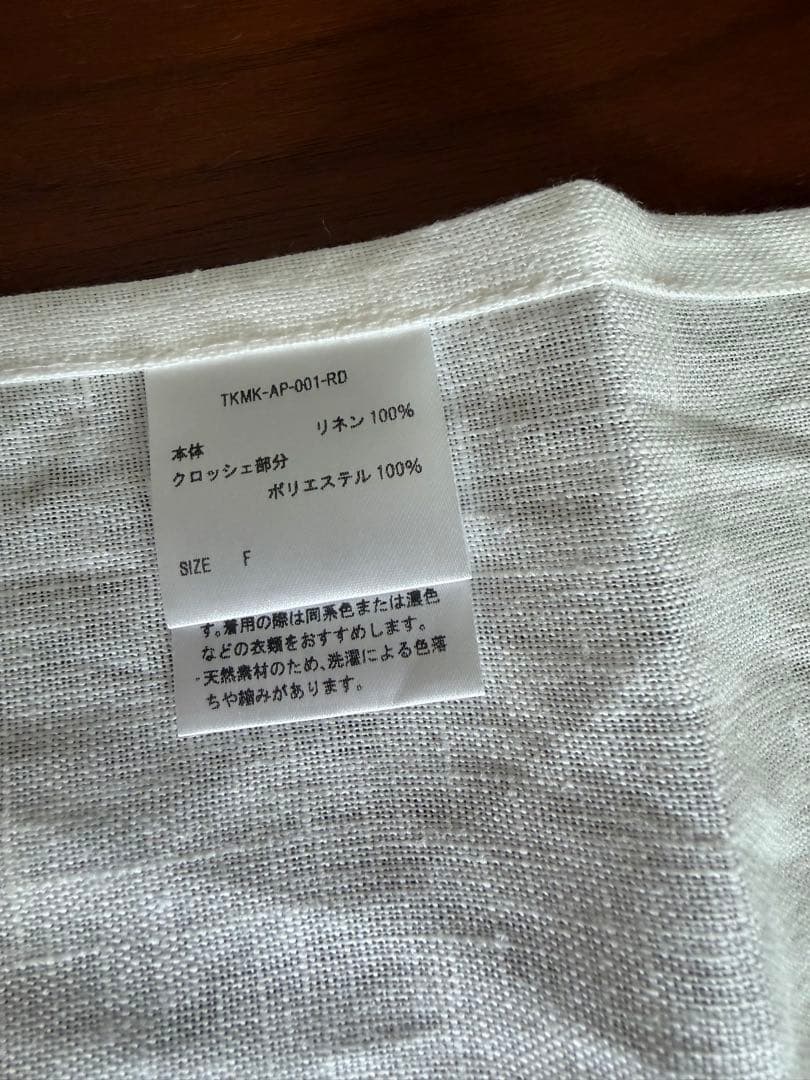 TKMK-AP-001-RD
本体
リネン 100%
クロッシェ部分
ポリエステル 100%
SIZE F
す。着用の際は同系色または濃色
などの衣類をおすすめします。
・天然素材のため、洗濯による色落
ちや縮みがあります。